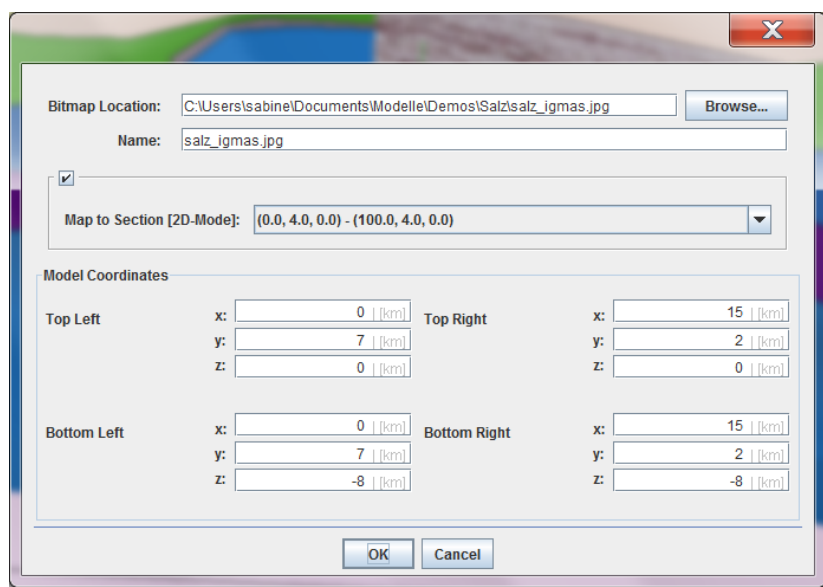 Bitmap Location: C:\Users\sabine\Documents\Modelle\Demos\Salz\salz_igmas.jpg Browse...
Name: salz_igmas.jpg
Map to Section [2D-Mode]: (0.0, 4.0, 0.0) - (100.0, 4.0, 0.0)
Model Coordinates
Top Left x: 0 | [km] Top Right x: 15 | [km]
y: 7 | [km] y: 2 | [km]
z: 0 | [km] z: 0 | [km]
Bottom Left x: 0 | [km] Bottom Right x: 15 | [km]
y: 7 | [km] y: 2 | [km]
z: -8 | [km] z: -8 | [km]
OK Cancel